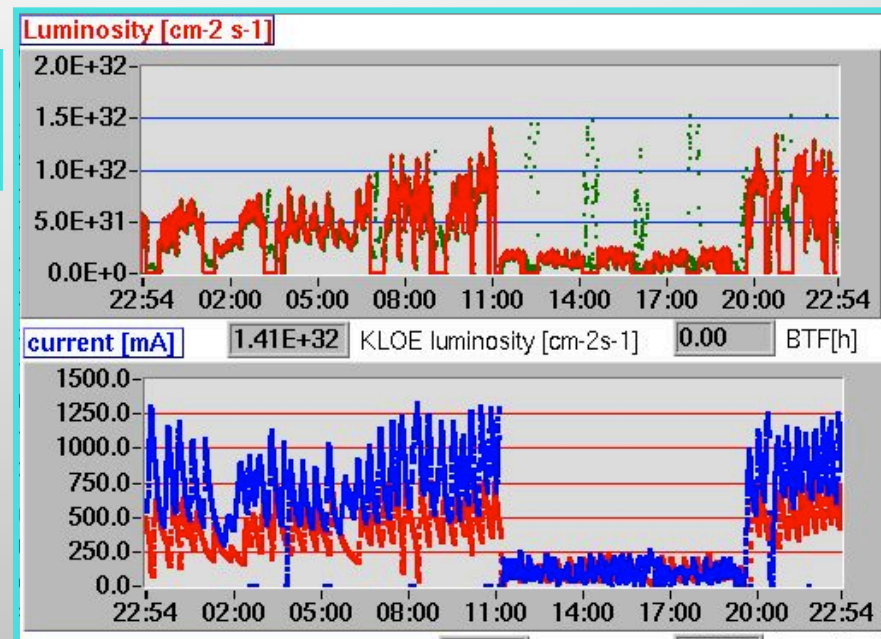 Luminosity [cm-2 s-1]
2.0E+32
1.5E+32
1.0E+32
5.0E+31
0.0E+0
22:54 02:00 05:00 08:00 11:00 14:00 17:00 20:00 22:54
current [mA] 1.41E+32 KLOE luminosity [cm-2s-1] 0.00 BTF[h]
1500.0
1250.0
1000.0
750.0
500.0
250.0
0.0
22:54 02:00 05:00 08:00 11:00 14:00 17:00 20:00 22:54